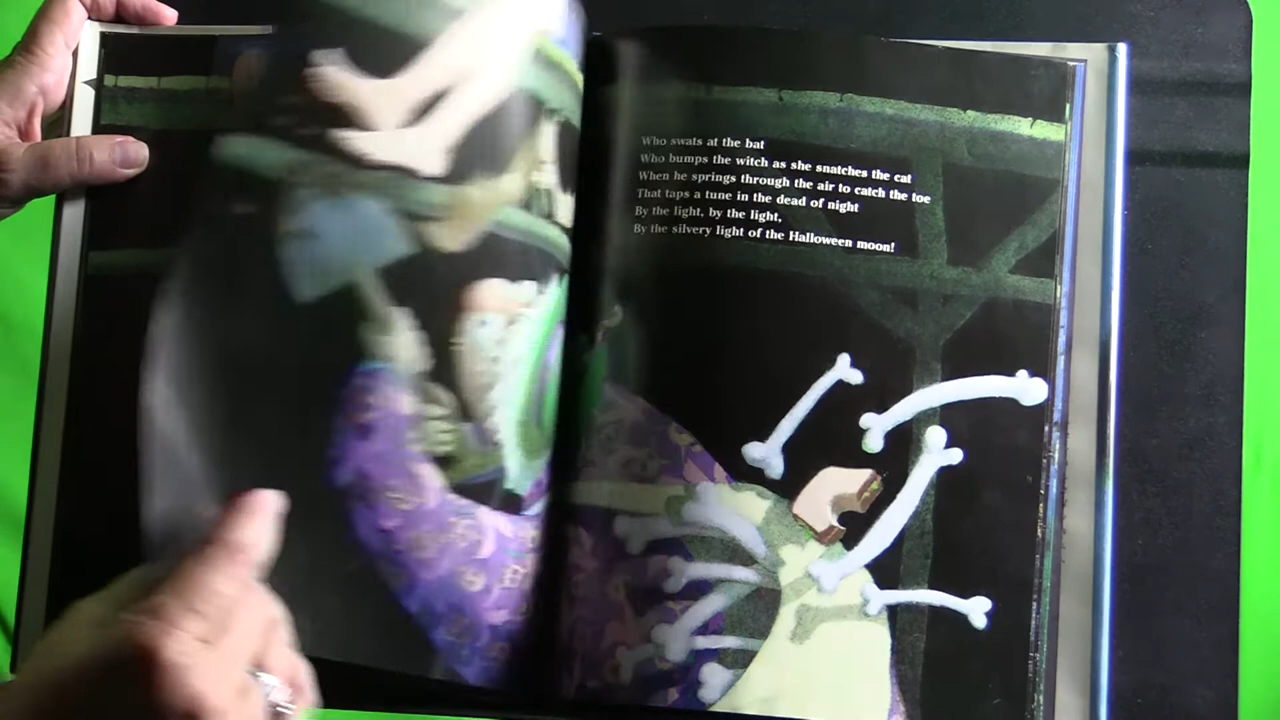 Who swats at the bat
Who bumps the witch as she snatches the cat
When he springs through the air to catch the toe
That taps a tune in the dead of night
By the light, by the light,
By the silvery light of the Halloween moon!